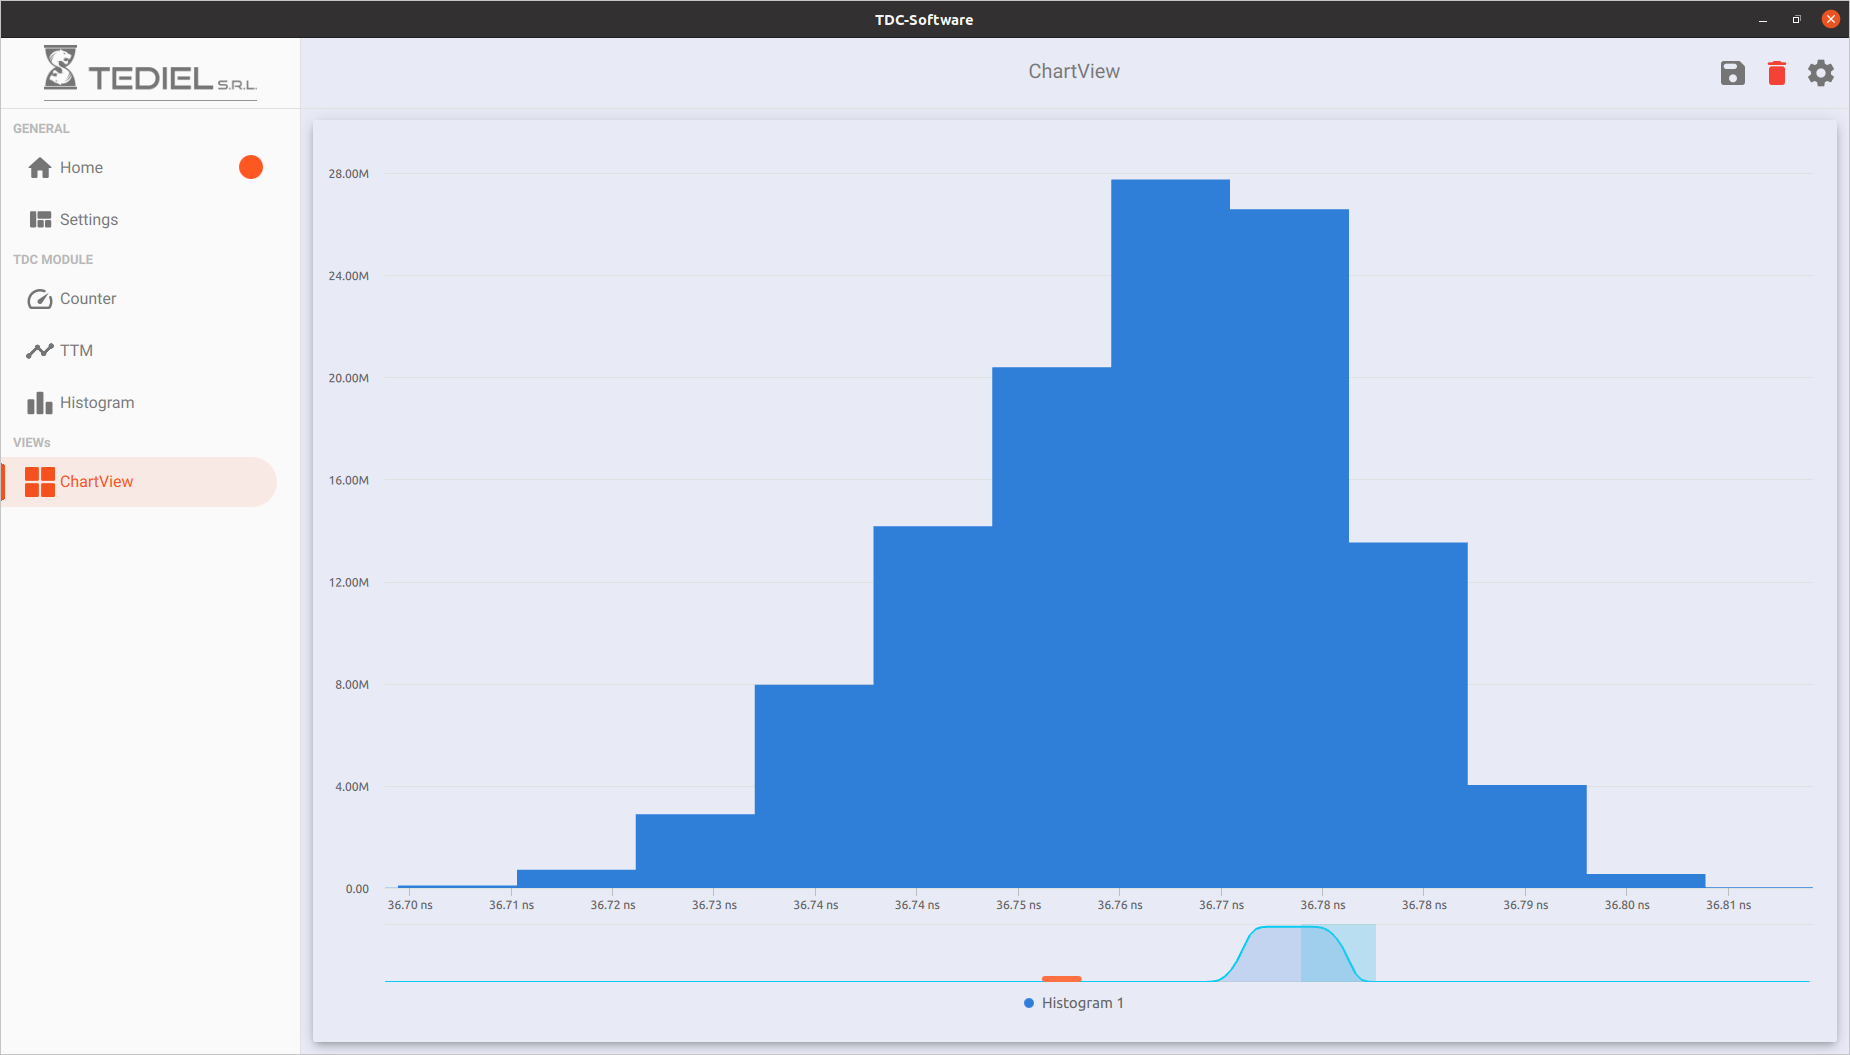 TDC-Software
TEDIEL S.R.L.
ChartView
GENERAL
Home
Settings
TDC MODULE
Counter
TTM
Histogram
VIEWs
ChartView
28.00M
24.00M
20.00M
16.00M
12.00M
8.00M
4.00M
0.00
36.70 ns 36.71 ns 36.72 ns 36.73 ns 36.74 ns 36.74 ns 36.75 ns 36.76 ns 36.77 ns 36.78 ns 36.78 ns 36.79 ns 36.80 ns 36.81 ns
Histogram 1